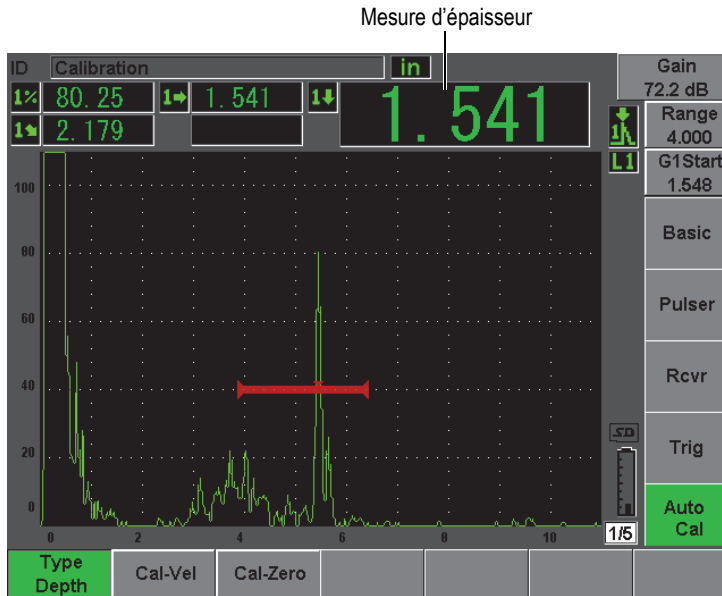 Mesure d'épaisseur
ID Calibration in
Gain
72.2 dB
1% 80.25 1 1.541 1 1.541
1 2.179
Range
4.000
1
L1
G1Start
1.548
Basic
Pulser
Rcvr
Trig
Auto
Cal
100
80
60
40
20
0
0 2 4 6 8 10
SD
1/5
Type
Depth
Cal-Vel
Cal-Zero